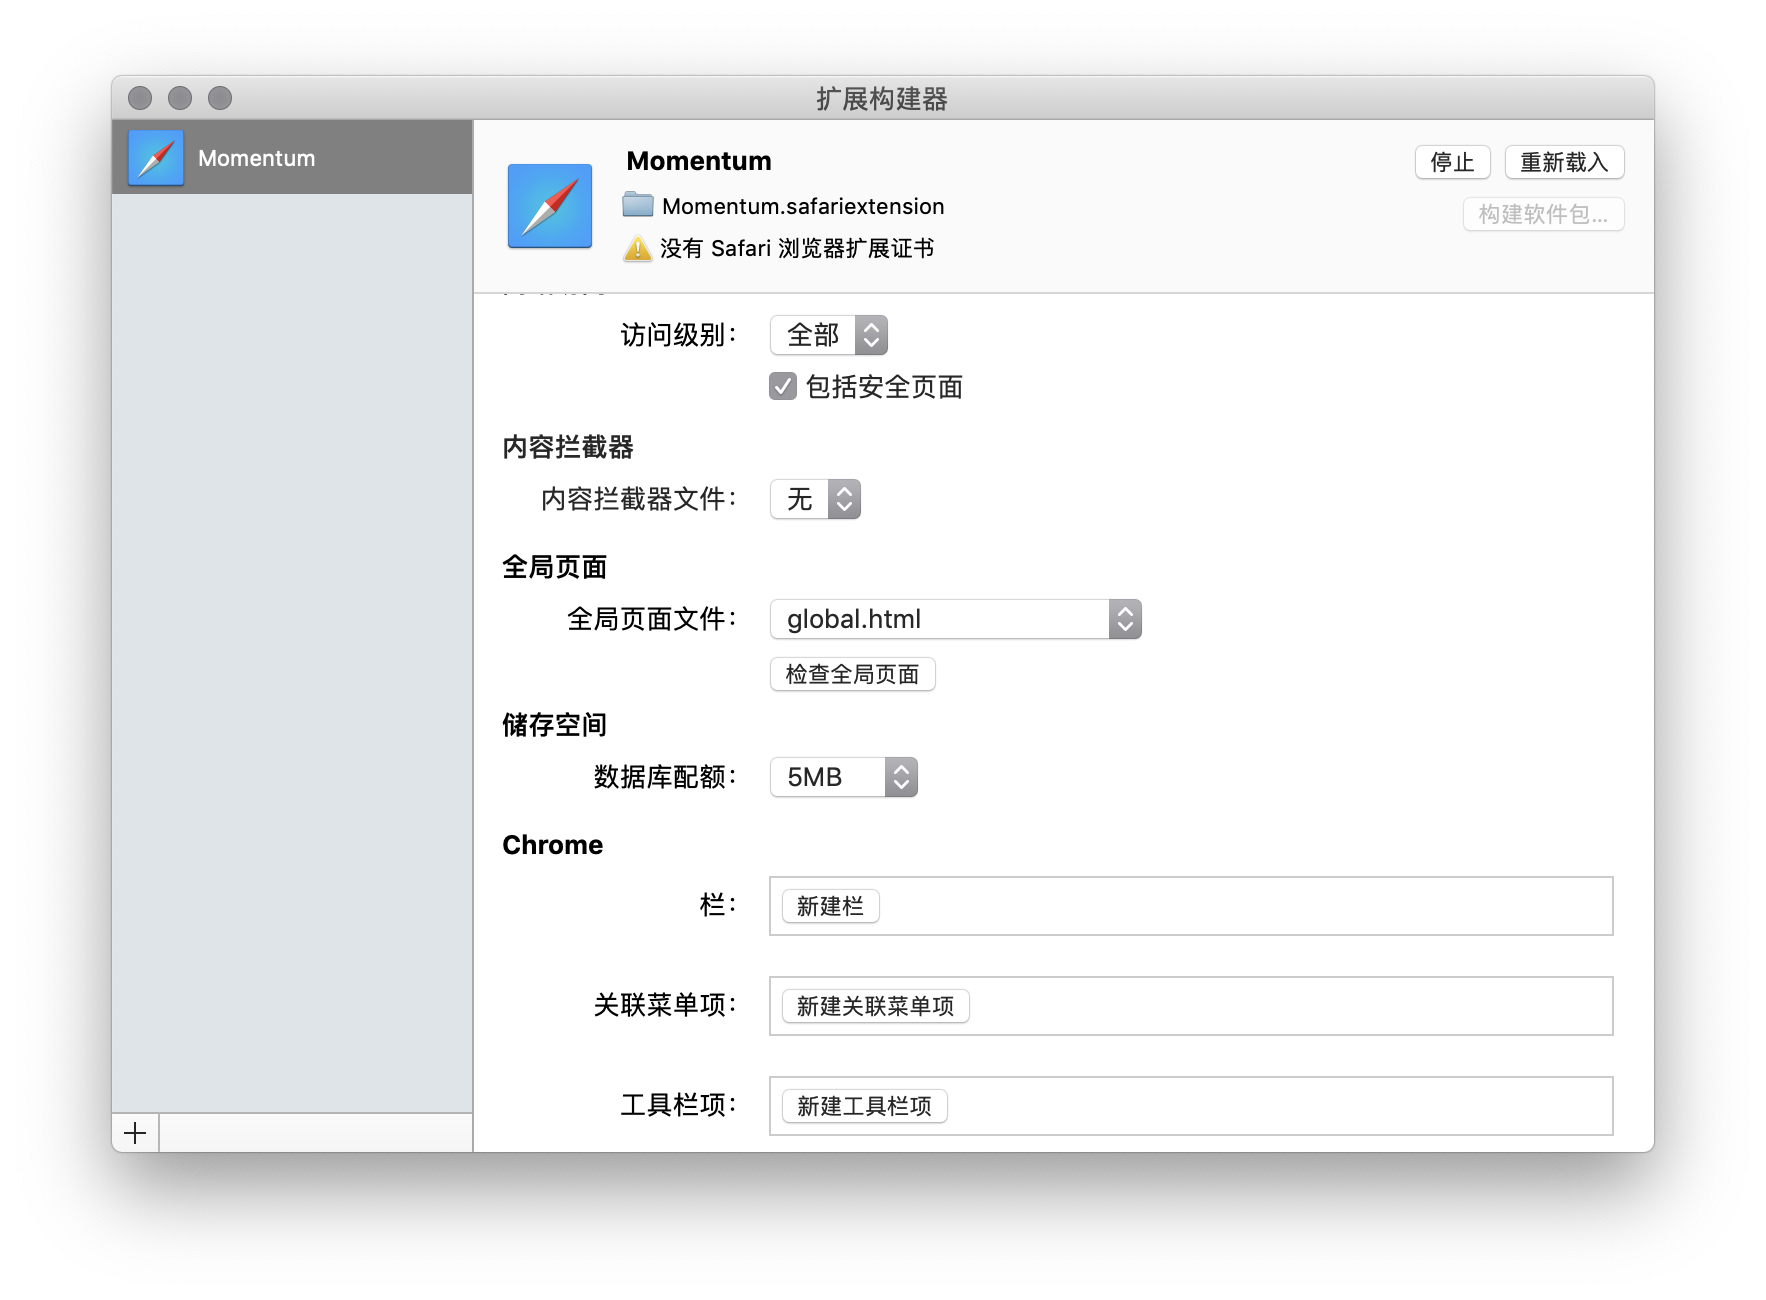 扩展构建器
Momentum
Momentum
停止
重新载入
Momentum.safariextension
构建软件包...
没有 Safari 浏览器扩展证书
访问级别：
全部
包括安全页面
内容拦截器
内容拦截器文件：
无
全局页面
全局页面文件：
global.html
检查全局页面
储存空间
数据库配额：
5MB
Chrome
栏：
新建栏
关联菜单项：
新建关联菜单项
工具栏项：
新建工具栏项